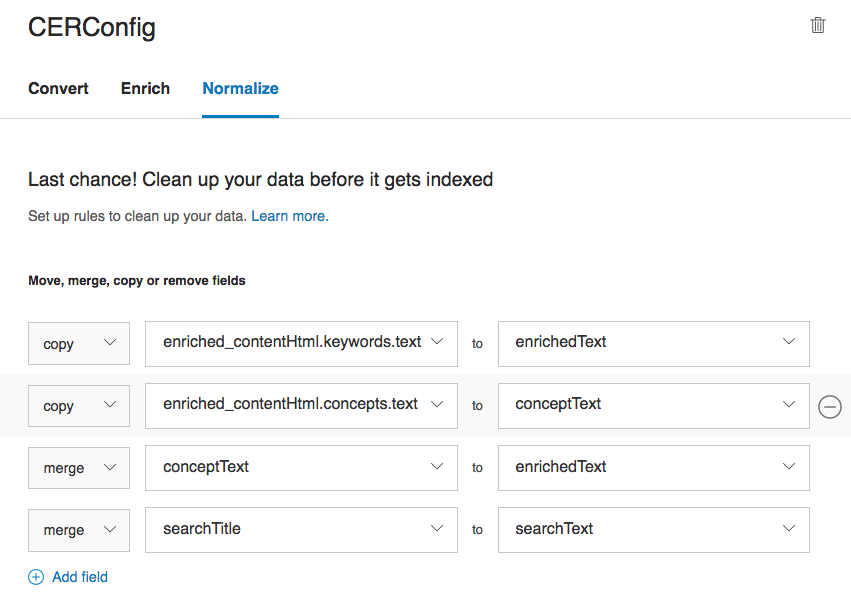 CERConfig
Convert Enrich Normalize
Last chance! Clean up your data before it gets indexed
Set up rules to clean up your data. Learn more.
Move, merge, copy or remove fields
copy enriched_contentHtml.keywords.text to enrichedText
copy enriched_contentHtml.concepts.text to conceptText
merge conceptText to enrichedText
merge searchTitle to searchText
Add field